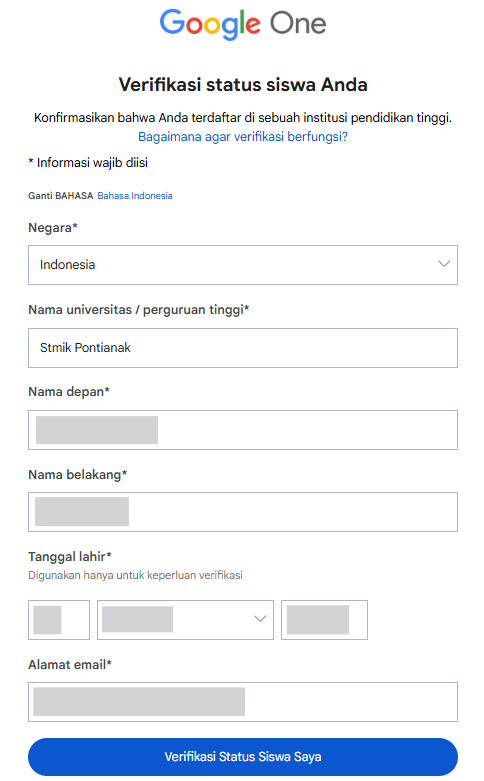 Google One
Verifikasi status siswa Anda
Konfirmasikan bahwa Anda terdaftar di sebuah institusi pendidikan tinggi.
Bagaimana agar verifikasi berfungsi?
* Informasi wajib diisi
Ganti BAHASA Bahasa Indonesia
Negara*
Indonesia
Nama universitas / perguruan tinggi*
Stmik Pontianak
Nama depan*
Nama belakang*
Tanggal lahir*
Digunakan hanya untuk keperluan verifikasi
Alamat email*
Verifikasi Status Siswa Saya